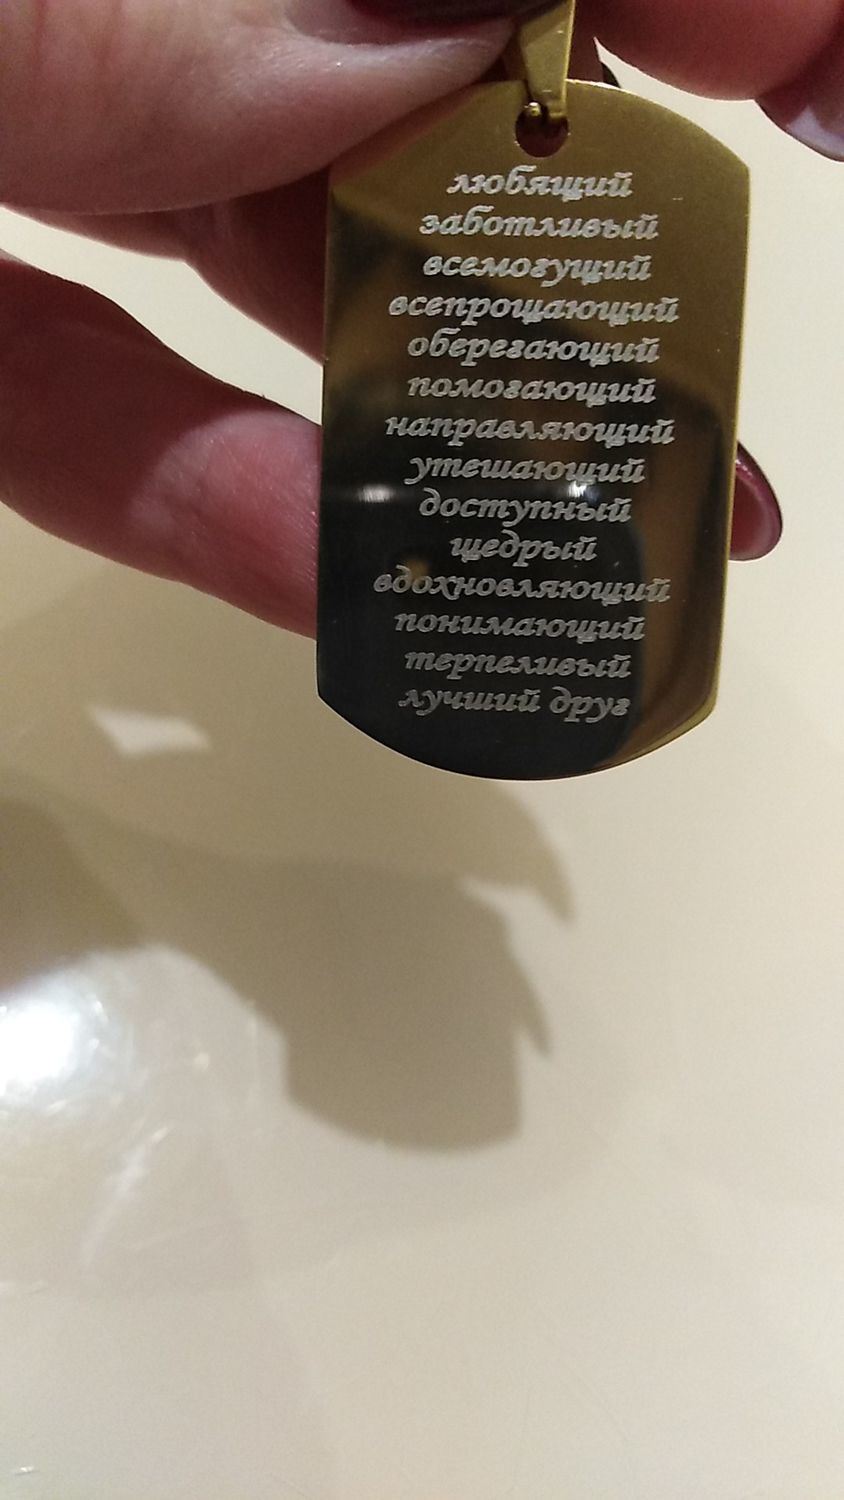 любящий
заботливый
всемогущий
всепрощающий
оберегающий
помогающий
направляющий
утешающий
доступный
щедрый
вдохновляющий
понимающий
терпеливый
лучший друг